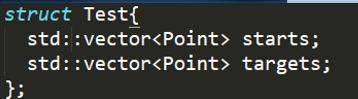 struct Test{
  std::vector<Point> starts;
  std::vector<Point> targets;
};